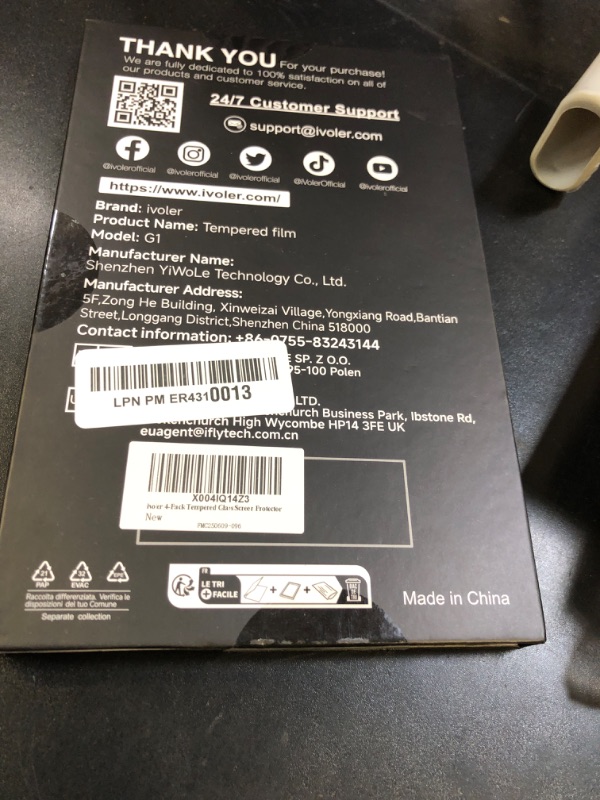 THANK YOU For your purchase!
We are fully dedicated to 100% satisfaction on all of
our products and customer service.
24/7 Customer Support
support@ivoler.com
@ivolerofficial @ivolerofficial @ivolerofficial @iVolerOfficial @ivolerofficial
https://www.ivoler.com/
Brand: ivoler
Product Name: Tempered film
Model: G1
Manufacturer Name:
Shenzhen YiWoLe Technology Co., Ltd.
Manufacturer Address:
5F,Zong He Building, Xinweizai Village,Yongxiang Road,Bantian
Street,Longgang District,Shenzhen China 518000
Contact information: +86-0755-83243144
SP. Z O.O.
95-100 Polen
LPN PM ER4310013
LTD.
Business Park, Ibstone Rd,
High Wycombe HP14 3FE UK
euagent@iflytech.com.cn
X004IQ14Z3
4-Pack Tempered Glass Screen Protector
New
21 PAP
32 EVAC
Raccolta differenziata. Verifica le
disposizioni del tuo Comune
Separate collection
FR
LE TRI
+ FACILE
+ + +
BAC DE TRI
Made in China